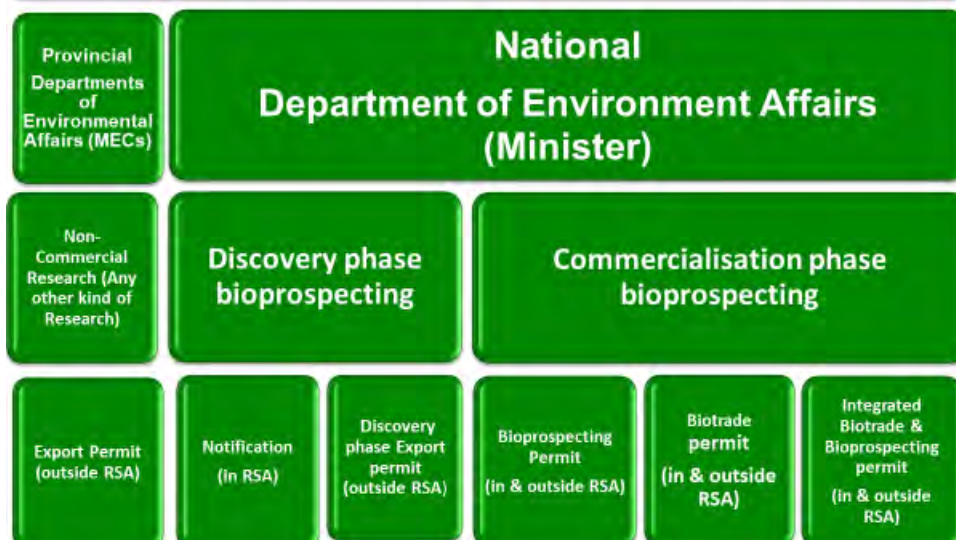 Provincial
Departments
of
Environmental
Affairs (MECs)
National
Department of Environment Affairs
(Minister)
Non-
Commercial
Research (Any
other kind of
Research)
Discovery phase
bioprospecting
Commercialisation phase
bioprospecting
Export Permit
(outside RSA)
Notification
(in RSA)
Discovery
phase Export
permit
(outside RSA)
Bioprospecting
Permit
(in & outside RSA)
Biotrade
permit
(in & outside
RSA)
Integrated
Biotrade &
Bioprospecting
permit
(in & outside
RSA)